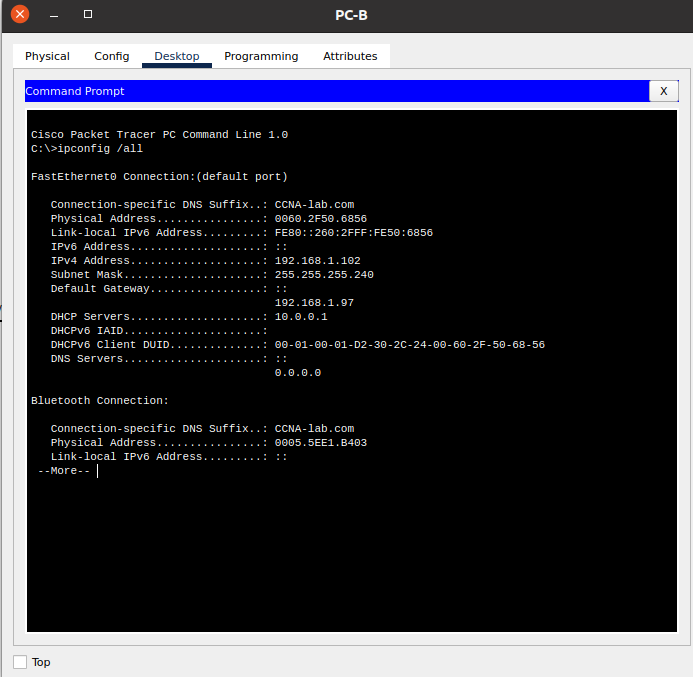 PC-B
Physical Config Desktop Programming Attributes
Command Prompt X
Cisco Packet Tracer PC Command Line 1.0
C:\>ipconfig /all
FastEthernet0 Connection:(default port)
Connection-specific DNS Suffix..: CCNA-lab.com
Physical Address................: 0060.2F50.6856
Link-local IPv6 Address.........: FE80::260:2FFF:FE50:6856
IPv6 Address....................: ::
IPv4 Address....................: 192.168.1.102
Subnet Mask.....................: 255.255.255.240
Default Gateway.................: ::
192.168.1.97
DHCP Servers....................: 10.0.0.1
DHCPv6 IAID.....................:
DHCPv6 Client DUID..............: 00-01-00-01-D2-30-2C-24-00-60-2F-50-68-56
DNS Servers.....................: ::
0.0.0.0
Bluetooth Connection:
Connection-specific DNS Suffix..: CCNA-lab.com
Physical Address................: 0005.5EE1.B403
Link-local IPv6 Address.........: ::
--More--
Top